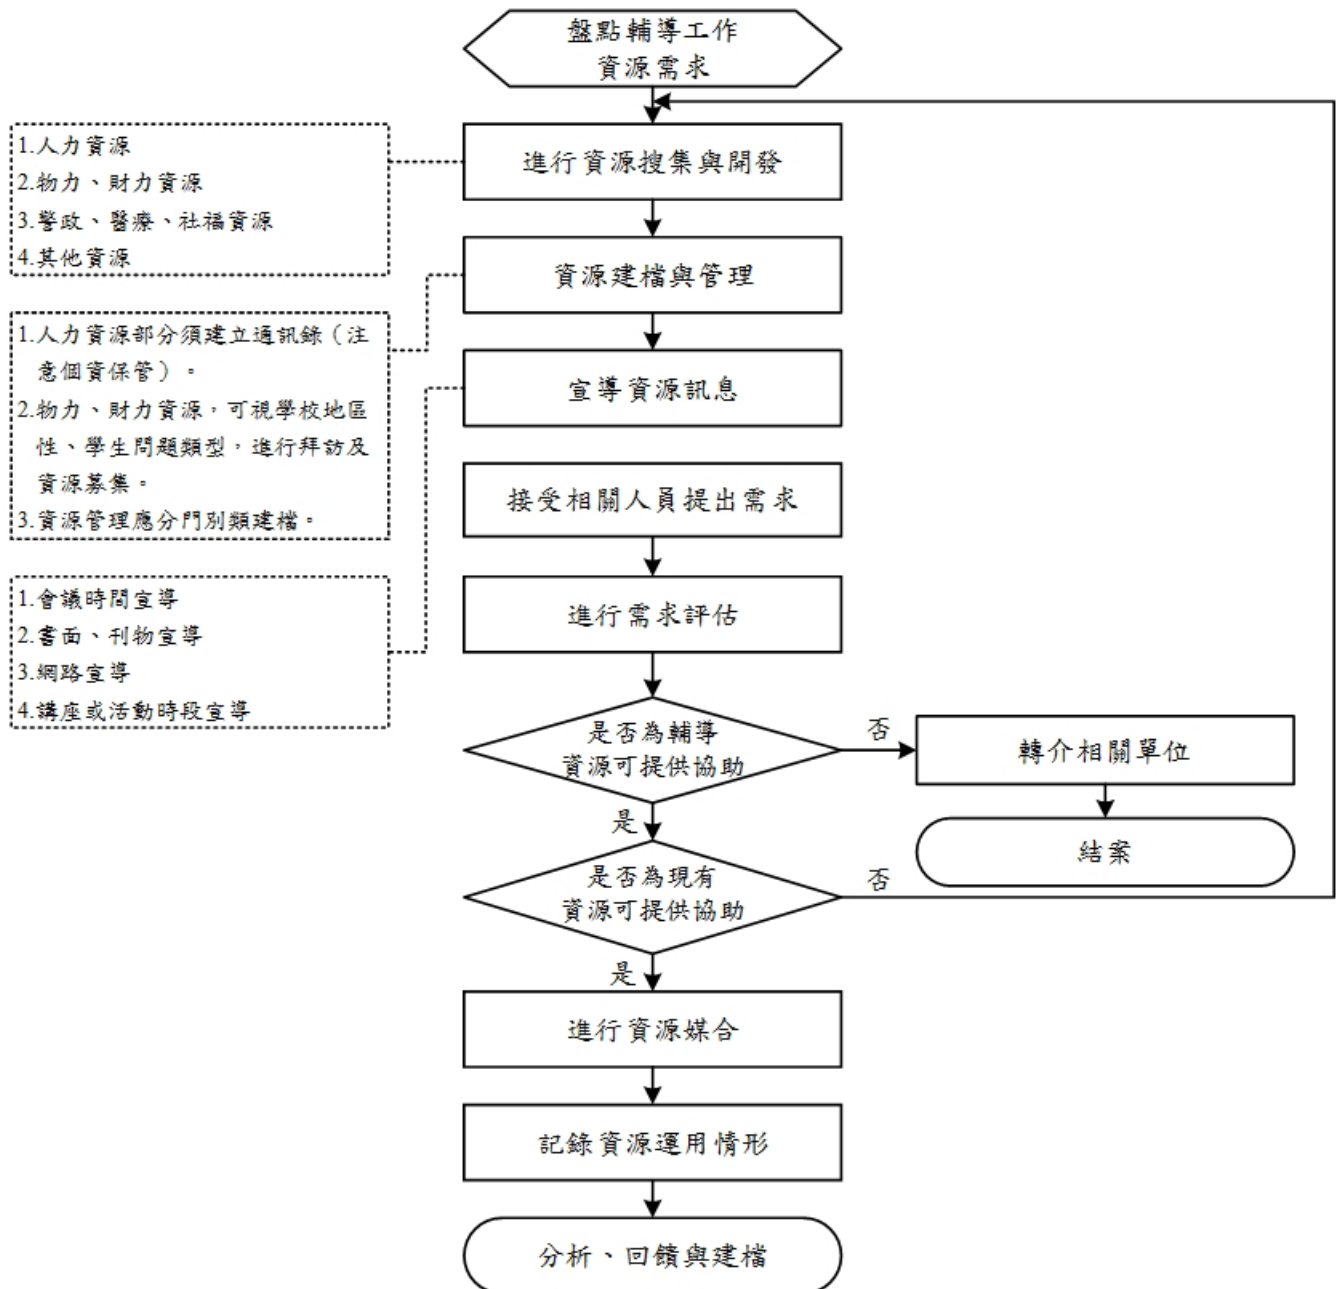 盤點輔導工作
資源需求
1.人力資源
2.物力、財力資源
3.警政、醫療、社福資源
4.其他資源
進行資源搜集與開發
資源建檔與管理
1.人力資源部分須建立通訊錄（注
意個資保管）。
2.物力、財力資源，可視學校地區
性、學生問題類型，進行拜訪及
資源募集。
3.資源管理應分門別類建檔。
宣導資源訊息
接受相關人員提出需求
1.會議時間宣導
2.書面、刊物宣導
3.網路宣導
4.講座或活動時段宣導
進行需求評估
是否為輔導
資源可提供協助
否
轉介相關單位
結案
是
是否為現有
資源可提供協助
否
是
進行資源媒合
記錄資源運用情形
分析、回饋與建檔